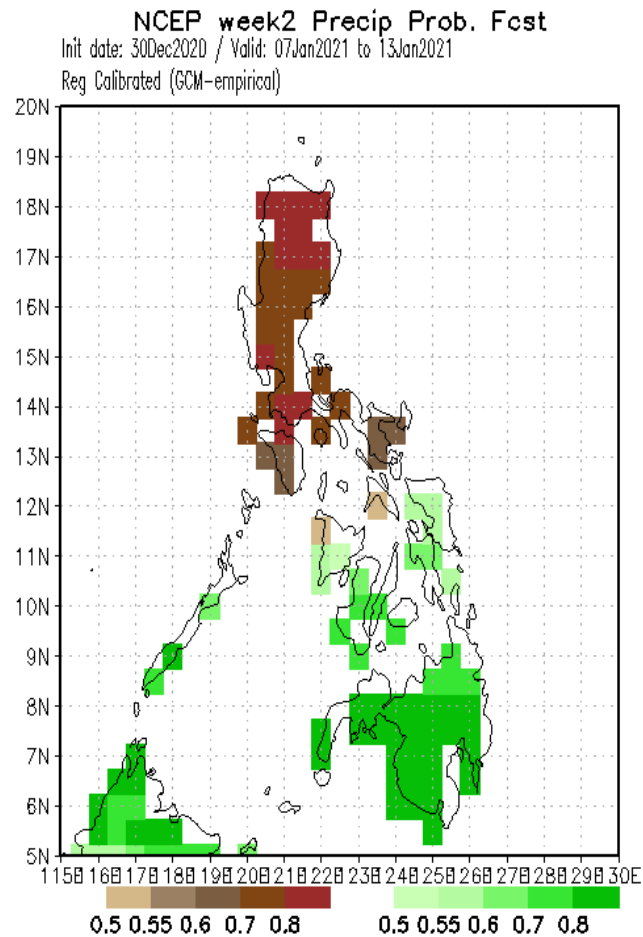 NCEP week2 Precip Prob. Fcst
Init date: 30Dec2020 / Valid: 07Jan2021 to 13Jan2021
Reg Calibrated (GCM-empirical)
20N
19N
18N
17N
16N
15N
14N
13N
12N
11N
10N
9N
8N
7N
6N
5N
115E 116E 117E 118E 119E 120E 121E 122E 123E 124E 125E 126E 127E 128E 129E 130E
0.5 0.55 0.6 0.7 0.8 0.5 0.55 0.6 0.7 0.8